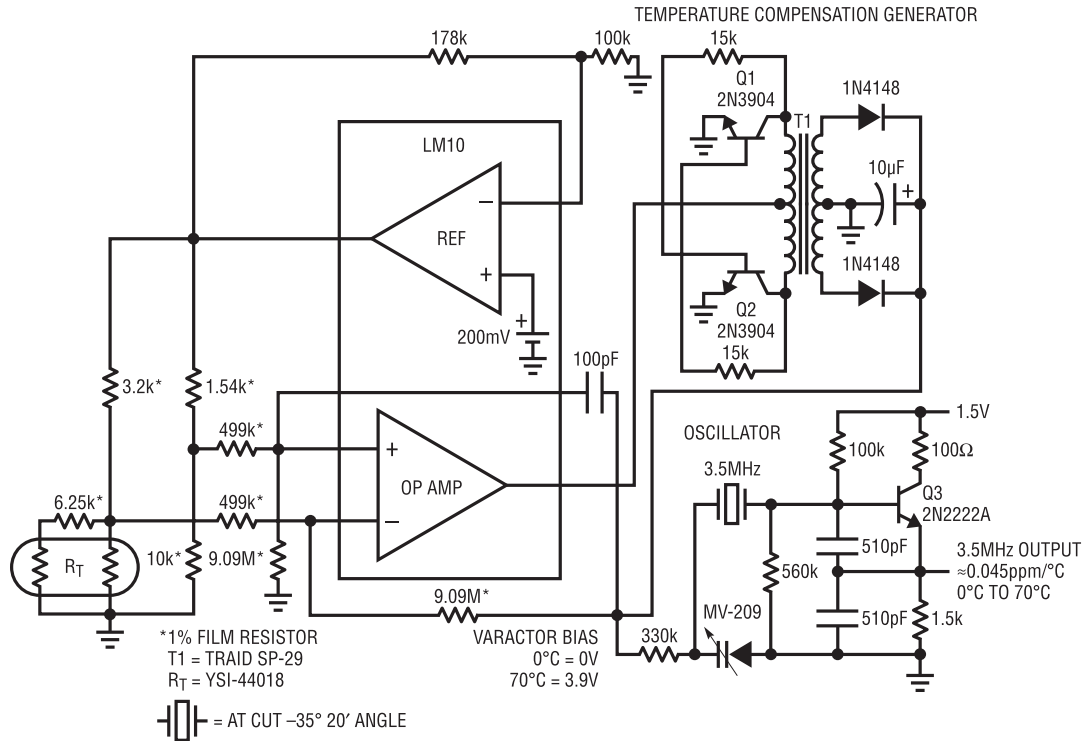 TEMPERATURE COMPENSATION GENERATOR
178k
100k
15k
Q1
2N3904
1N4148
T1
LM10
10µF
+
−
REF
+
+
200mV
1N4148
Q2
2N3904
15k
100pF
3.2k*
1.54k*
499k*
+
OP AMP
−
OSCILLATOR
1.5V
100k
100Ω
3.5MHz
Q3
2N2222A
6.25k*
499k*
RT
10k*
9.09M*
510pF
560k
3.5MHz OUTPUT
≈0.045ppm/°C
0°C TO 70°C
9.09M*
MV-209
510pF
1.5k
330k
*1% FILM RESISTOR
T1 = TRAID SP-29
RT = YSI-44018
VARACTOR BIAS
0°C = 0V
70°C = 3.9V
= AT CUT –35° 20′ ANGLE